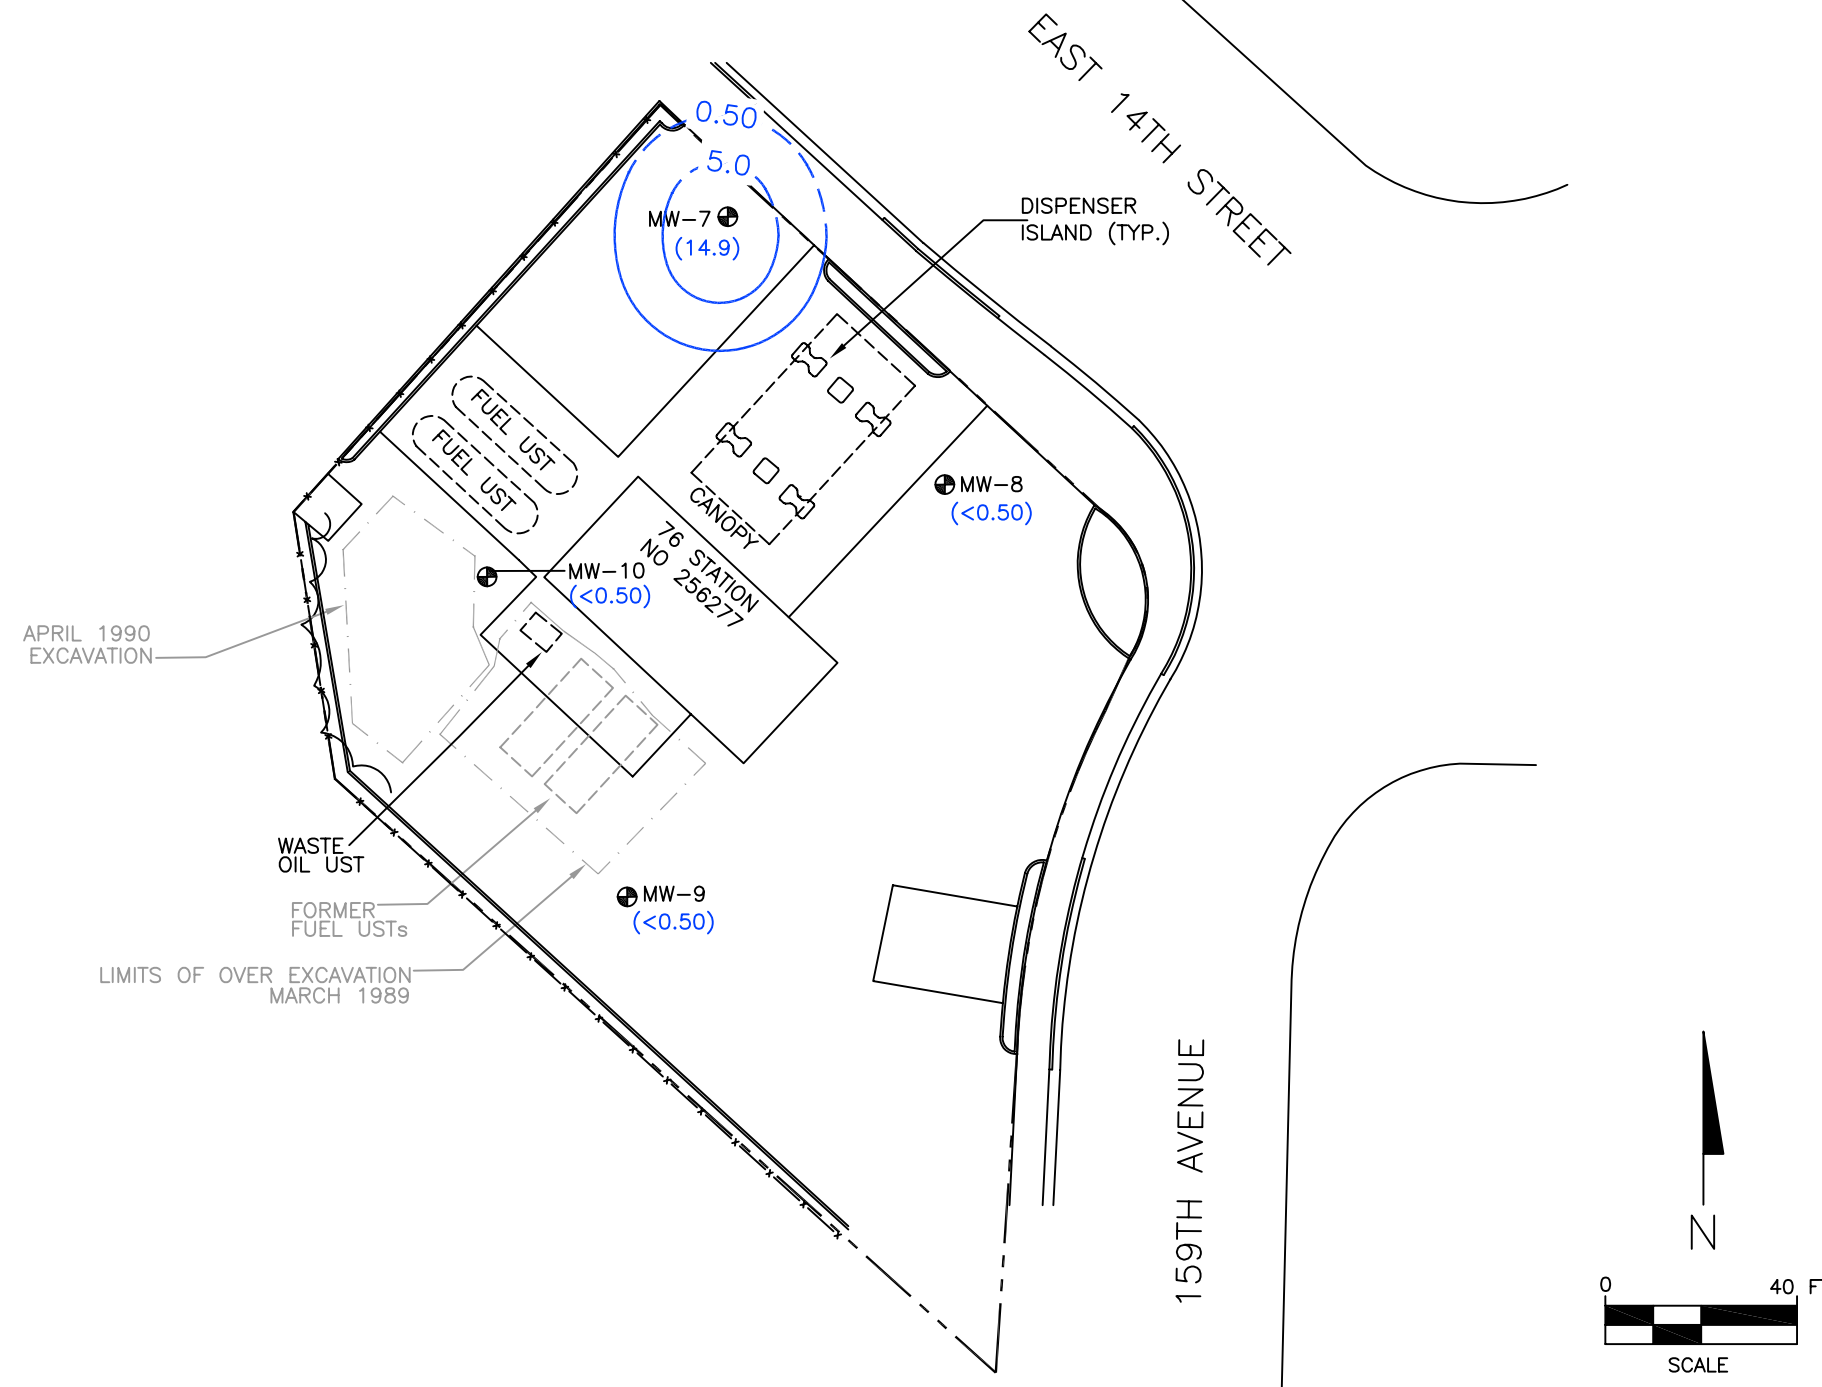 EAST 14TH STREET
0.50
5.0
MW-7
(14.9)
DISPENSER
ISLAND (TYP.)
FUEL UST
FUEL UST
CANOPY
MW-8
(<0.50)
76 STATION
NO 256277
MW-10
(<0.50)
APRIL 1990
EXCAVATION
WASTE
OIL UST
FORMER
FUEL USTs
MW-9
(<0.50)
LIMITS OF OVER EXCAVATION
MARCH 1989
159TH AVENUE
N
0 40 F
SCALE